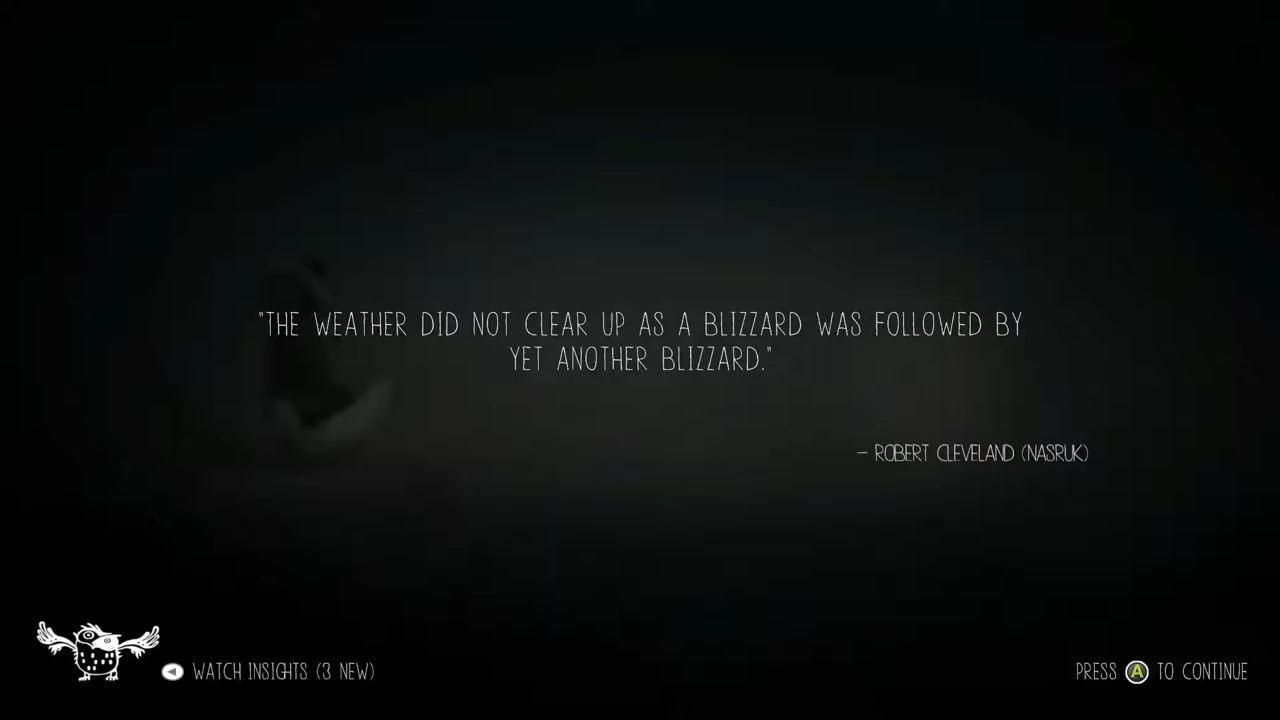 "THE WEATHER DID NOT CLEAR UP AS A BLIZZARD WAS FOLLOWED BY
YET ANOTHER BLIZZARD."
— ROBERT CLEVELAND (NASRUK)
WATCH INSIGHTS (3 NEW)
PRESS A TO CONTINUE